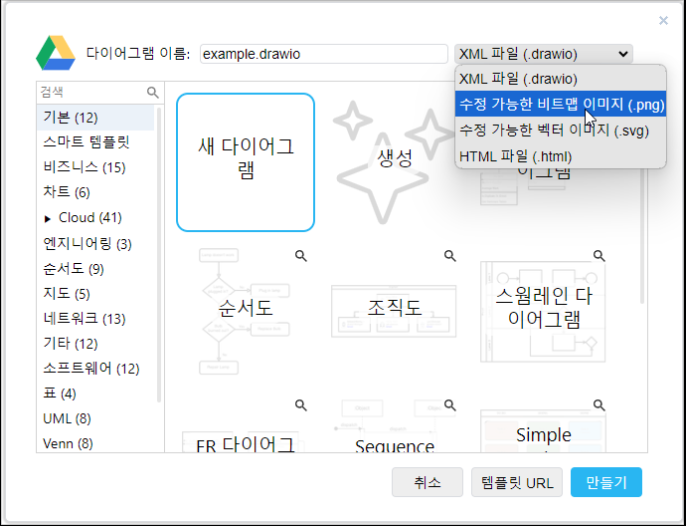 ×
다이어그램 이름: example.drawio XML 파일 (.drawio)
XML 파일 (.drawio)
수정 가능한 비트맵 이미지 (.png)
수정 가능한 벡터 이미지 (.svg)
HTML 파일 (.html)
검색
기본 (12)
스마트 템플릿
비즈니스 (15)
차트 (6)
Cloud (41)
엔지니어링 (3)
순서도 (9)
지도 (5)
네트워크 (13)
기타 (12)
소프트웨어 (12)
표 (4)
UML (8)
Venn (8)
새 다이어그
램
생성
이그램
순서도
조직도
스윔레인 다
이어그램
FR 다이어그
Sequence
Simple
취소
템플릿 URL
만들기